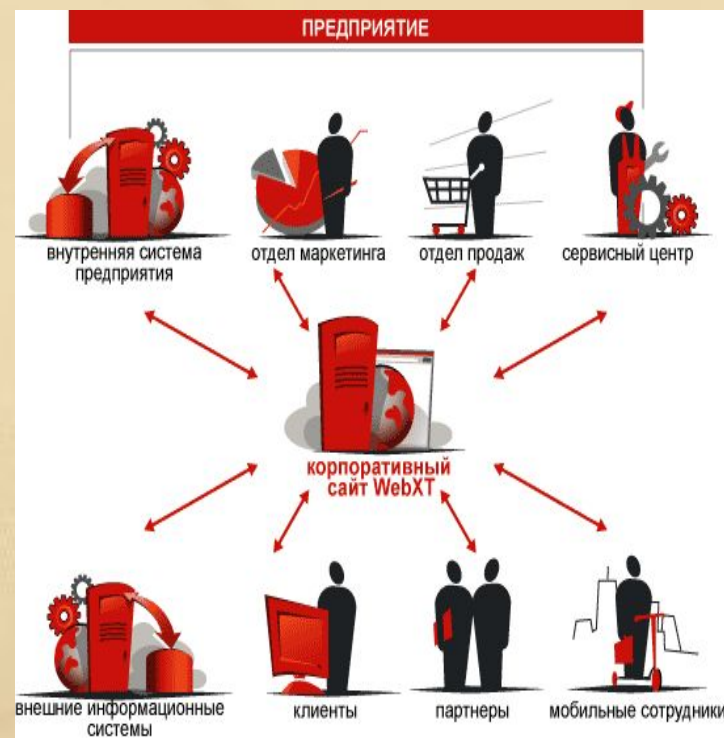 ПРЕДПРИЯТИЕ
внутренняя система
предприятия
отдел маркетинга
отдел продаж
сервисный центр
корпоративный
сайт WebXT
внешние информационные
системы
клиенты
партнеры
мобильные сотрудники